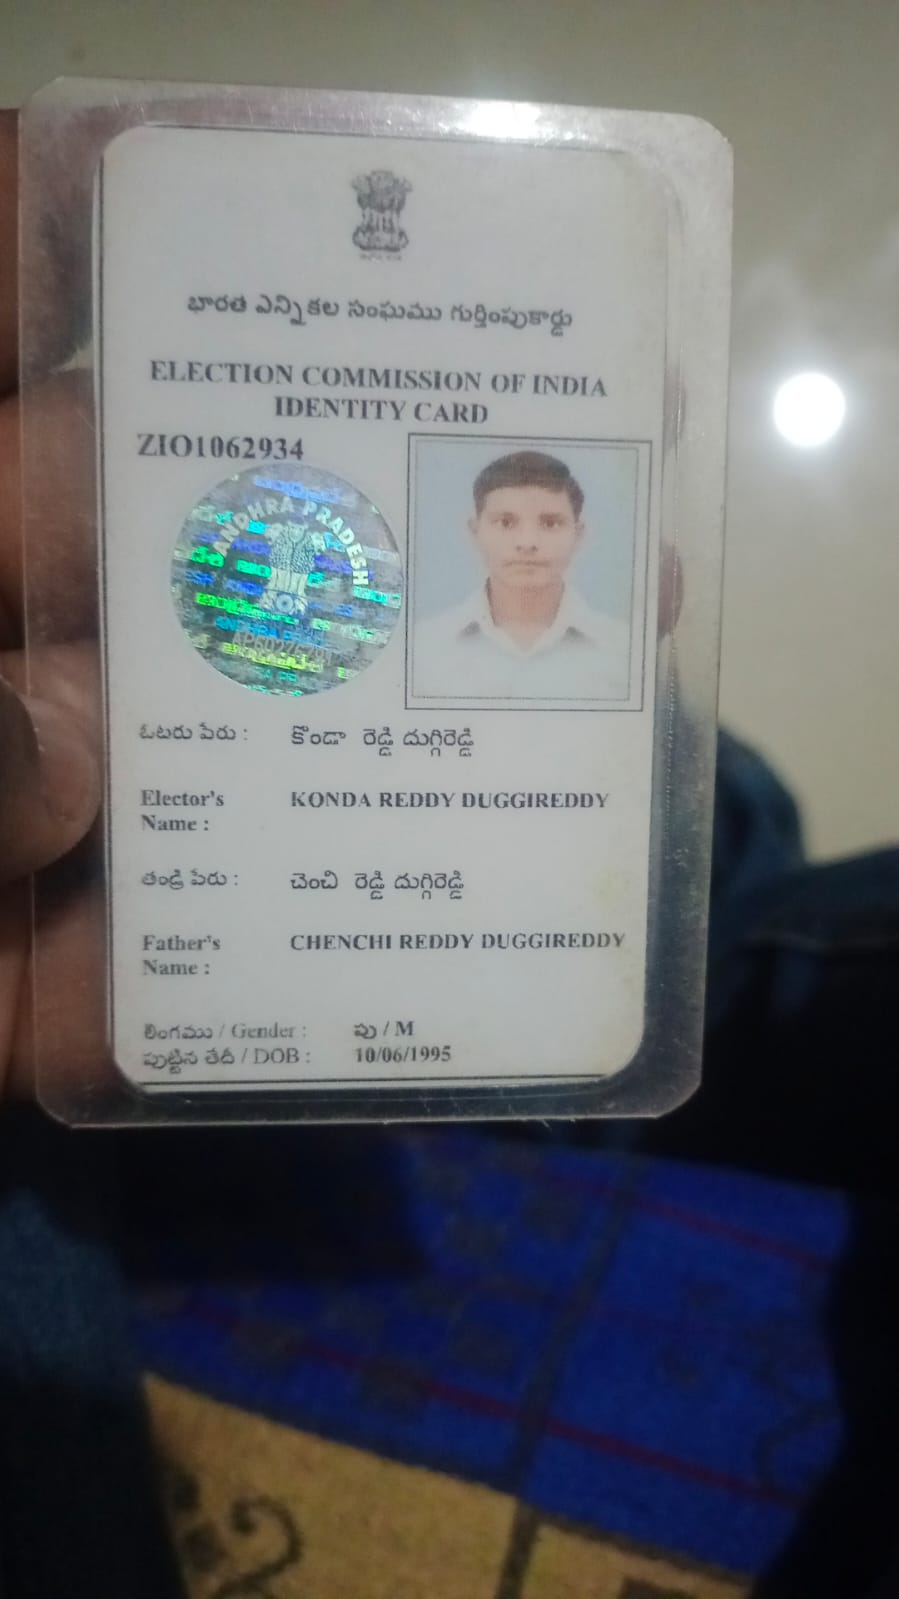 భారత ఎన్నికల సంఘము గుర్తింపుకార్డు
ELECTION COMMISSION OF INDIA
IDENTITY CARD
ZIO1062934
ANDHRA PRADESH
ఓటరు పేరు : కొండా రెడ్డి దుగ్గిరెడ్డి
Elector's KONDA REDDY DUGGIREDDY
Name :
తండ్రి పేరు : చెంచి రెడ్డి దుగ్గిరెడ్డి
Father's CHENCHI REDDY DUGGIREDDY
Name :
లింగము / Gender : పు / M
పుట్టిన తేదీ / DOB : 10/06/1995